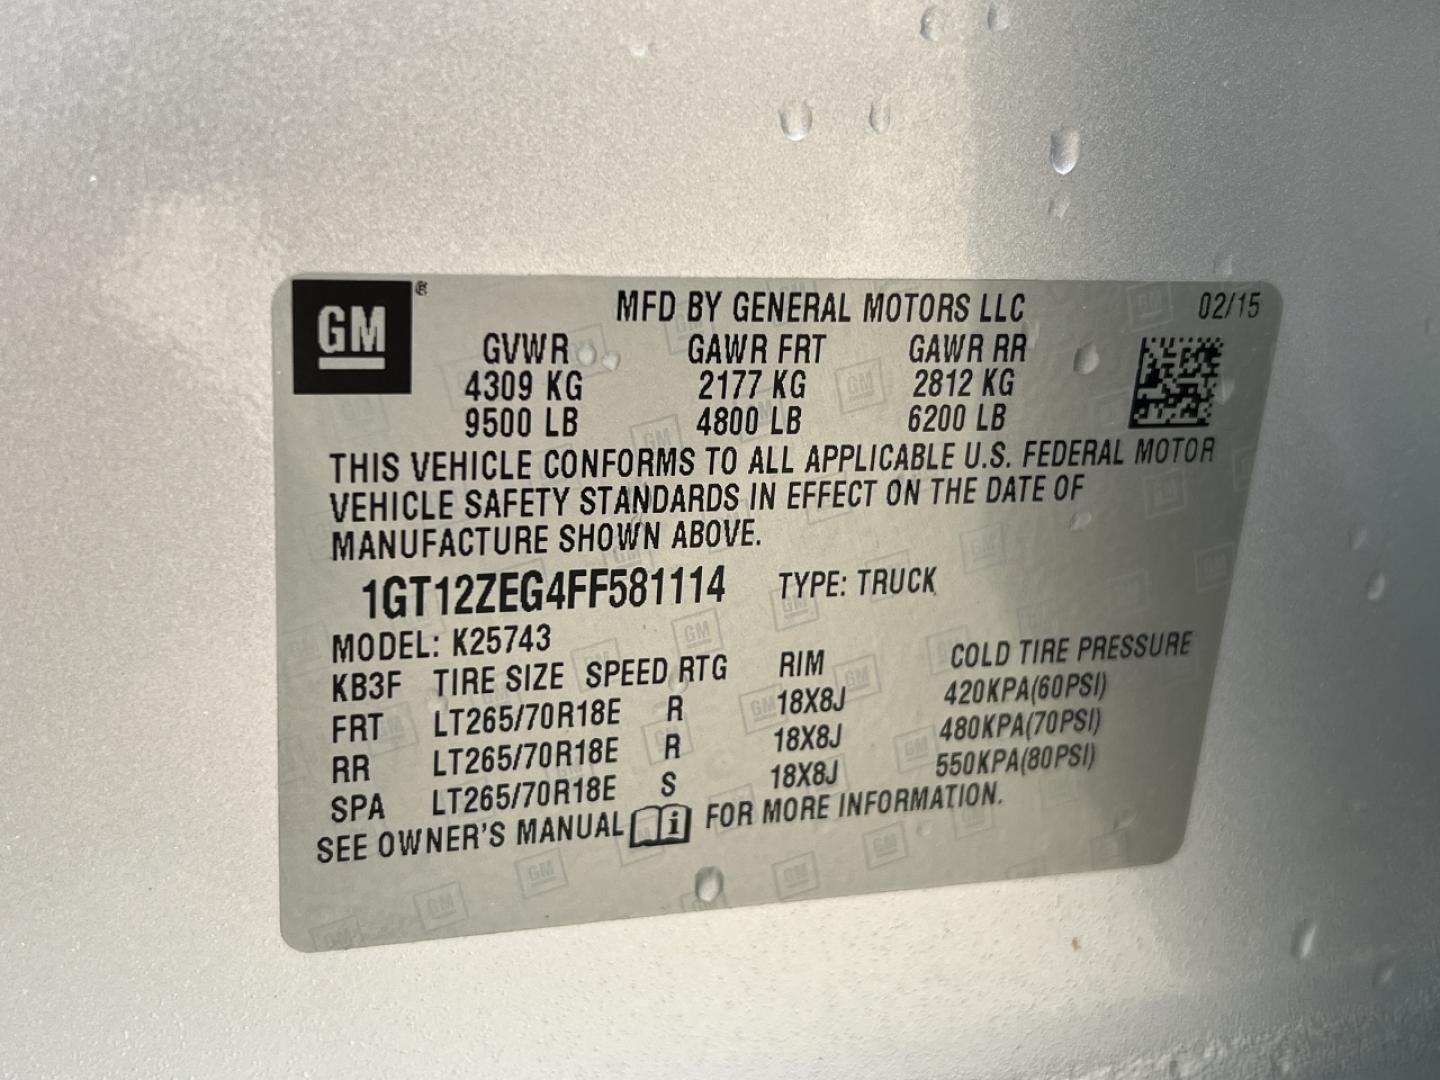 GM®
MFD BY GENERAL MOTORS LLC 02/15
GVWR GAWR FRT GAWR RR
4309 KG 2177 KG 2812 KG
9500 LB 4800 LB 6200 LB
THIS VEHICLE CONFORMS TO ALL APPLICABLE U.S. FEDERAL MOTOR
VEHICLE SAFETY STANDARDS IN EFFECT ON THE DATE OF
MANUFACTURE SHOWN ABOVE.
1GT12ZEG4FF581114 TYPE: TRUCK
MODEL: K25743
KB3F TIRE SIZE SPEED RTG RIM COLD TIRE PRESSURE
FRT LT265/70R18E R 18X8J 420KPA(60PSI)
RR LT265/70R18E R 18X8J 480KPA(70PSI)
SPA LT265/70R18E S 18X8J 550KPA(80PSI)
SEE OWNER'S MANUAL i FOR MORE INFORMATION.